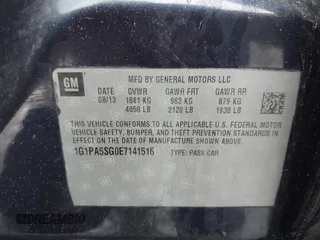 GM
MFD BY GENERAL MOTORS LLC
DATE GVWR GAWR FRT GAWR RR
08/13 1841 KG 962 KG 879 KG
4058 LB 2120 LB 1938 LB
THIS VEHICLE CONFORMS TO ALL APPLICABLE U.S. FEDERAL MOTOR
VEHICLE SAFETY, BUMPER, AND THEFT PREVENTION STANDARDS IN
EFFECT ON THE DATE OF MANUFACTURE SHOWN ABOVE.
1G1PA5SG0E7141516 TYPE: PASS CAR